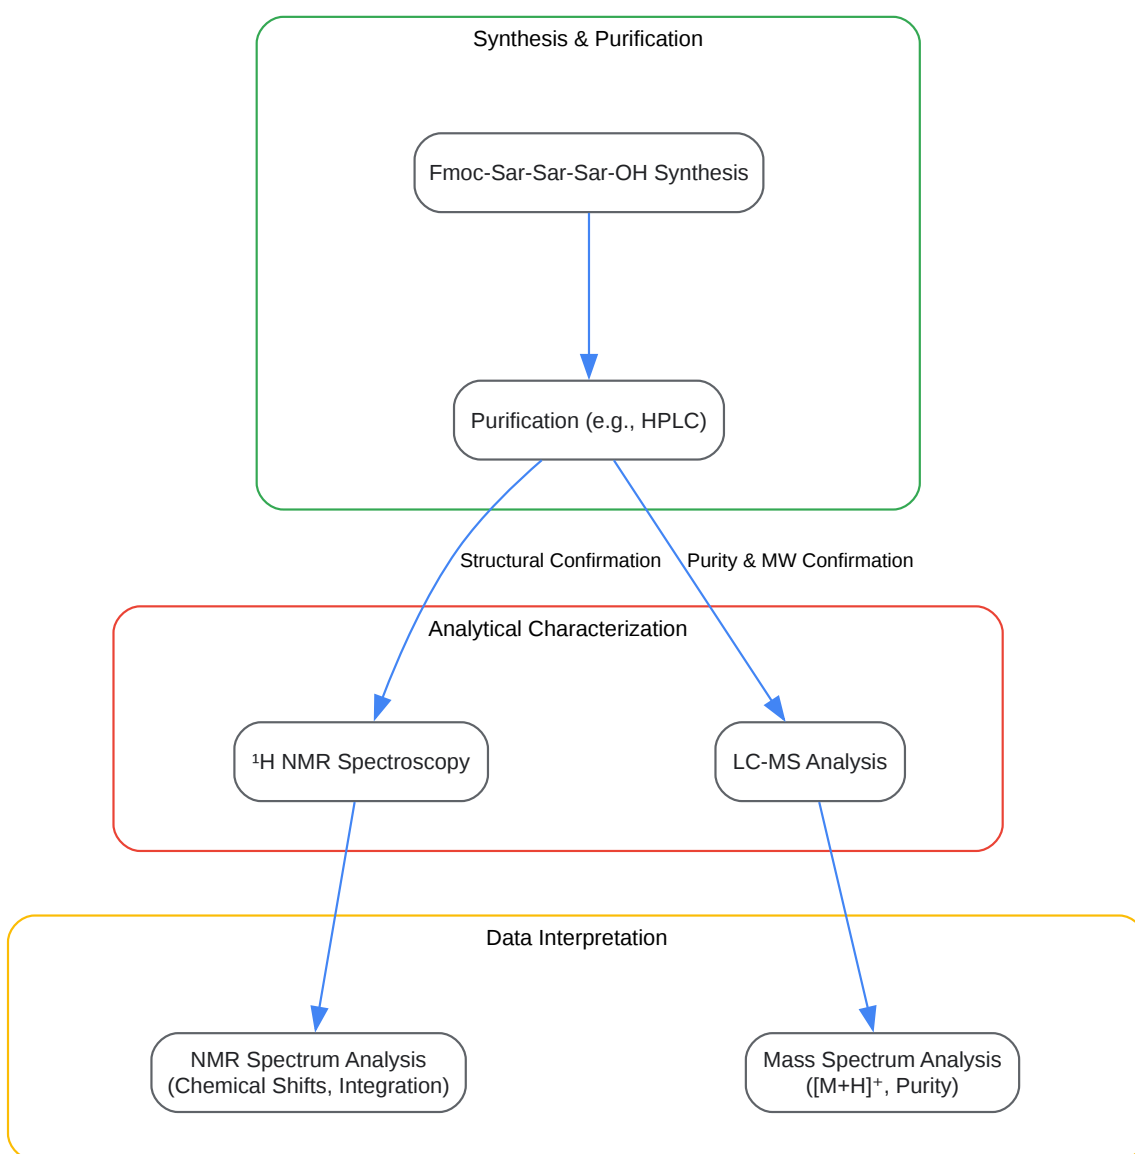 Synthesis & Purification
Fmoc-Sar-Sar-Sar-OH Synthesis
Purification (e.g., HPLC)
Structural Confirmation
Purity & MW Confirmation
Analytical Characterization
¹H NMR Spectroscopy
LC-MS Analysis
Data Interpretation
NMR Spectrum Analysis
(Chemical Shifts, Integration)
Mass Spectrum Analysis
([M+H]⁺, Purity)